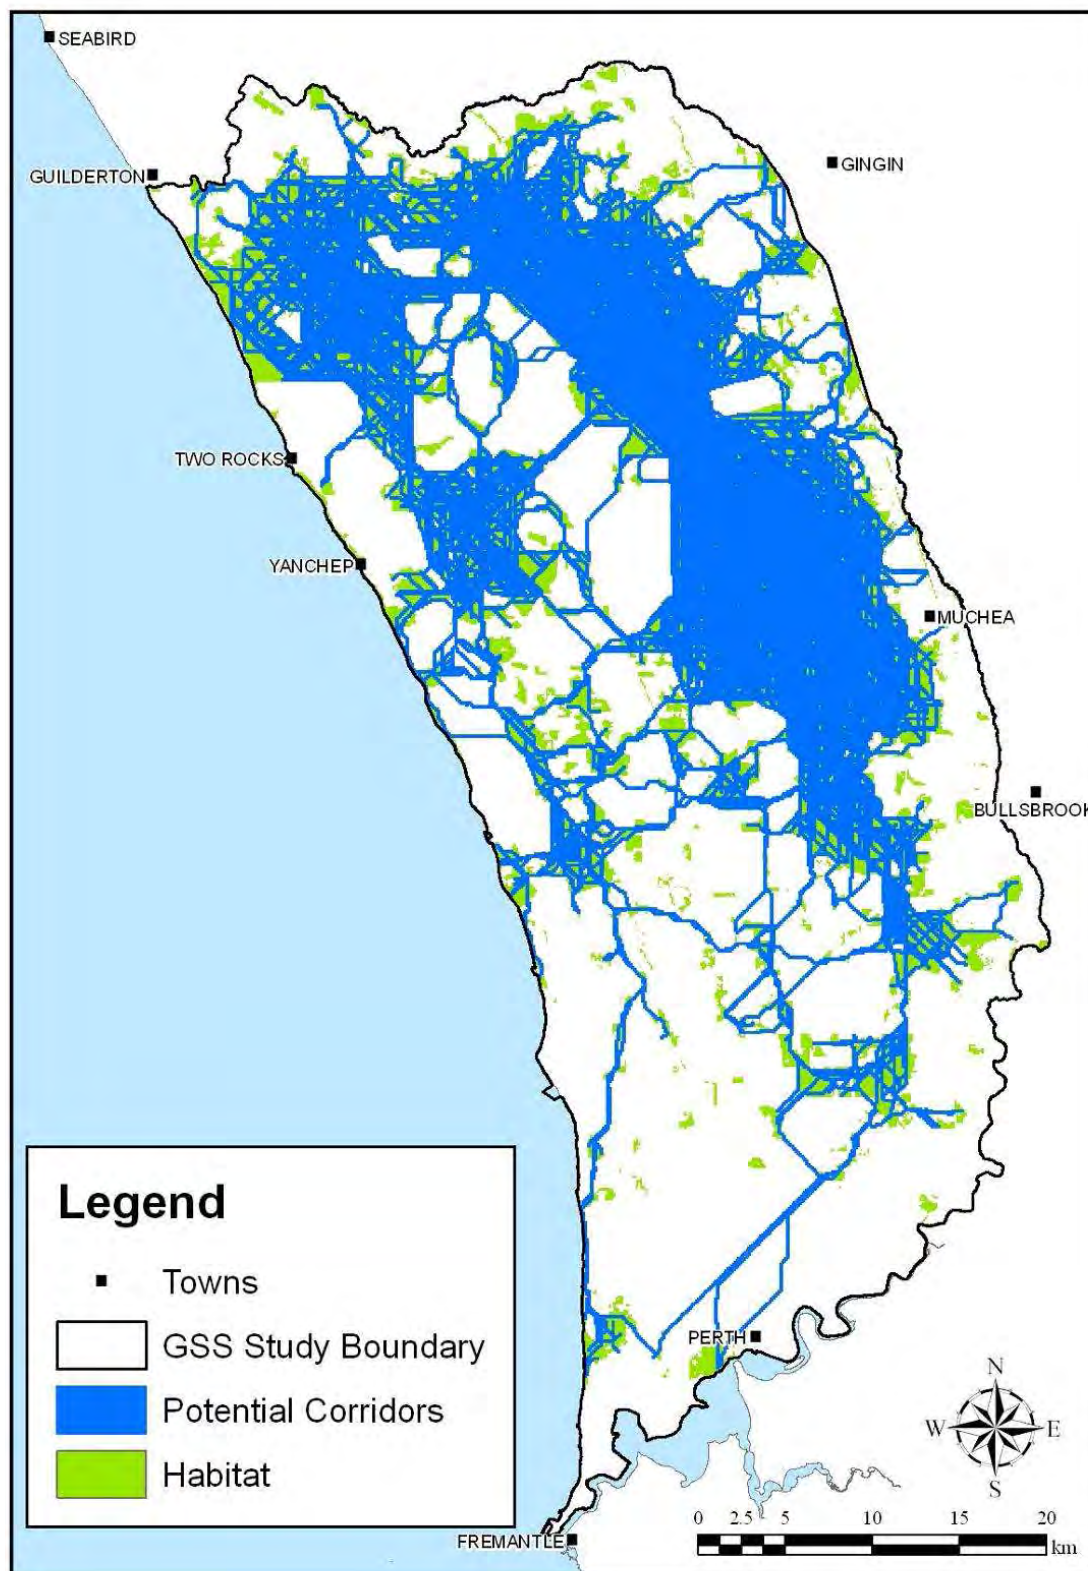 SEABIRD
GINGIN
GUILDERTON
TWO ROCKS
YANCHEP
MUCHEA
BULLSBROOK
Legend
Towns
GSS Study Boundary
Potential Corridors
Habitat
PERTH
N
W E
S
0 2.5 5 10 15 20
km
FREMANTLE